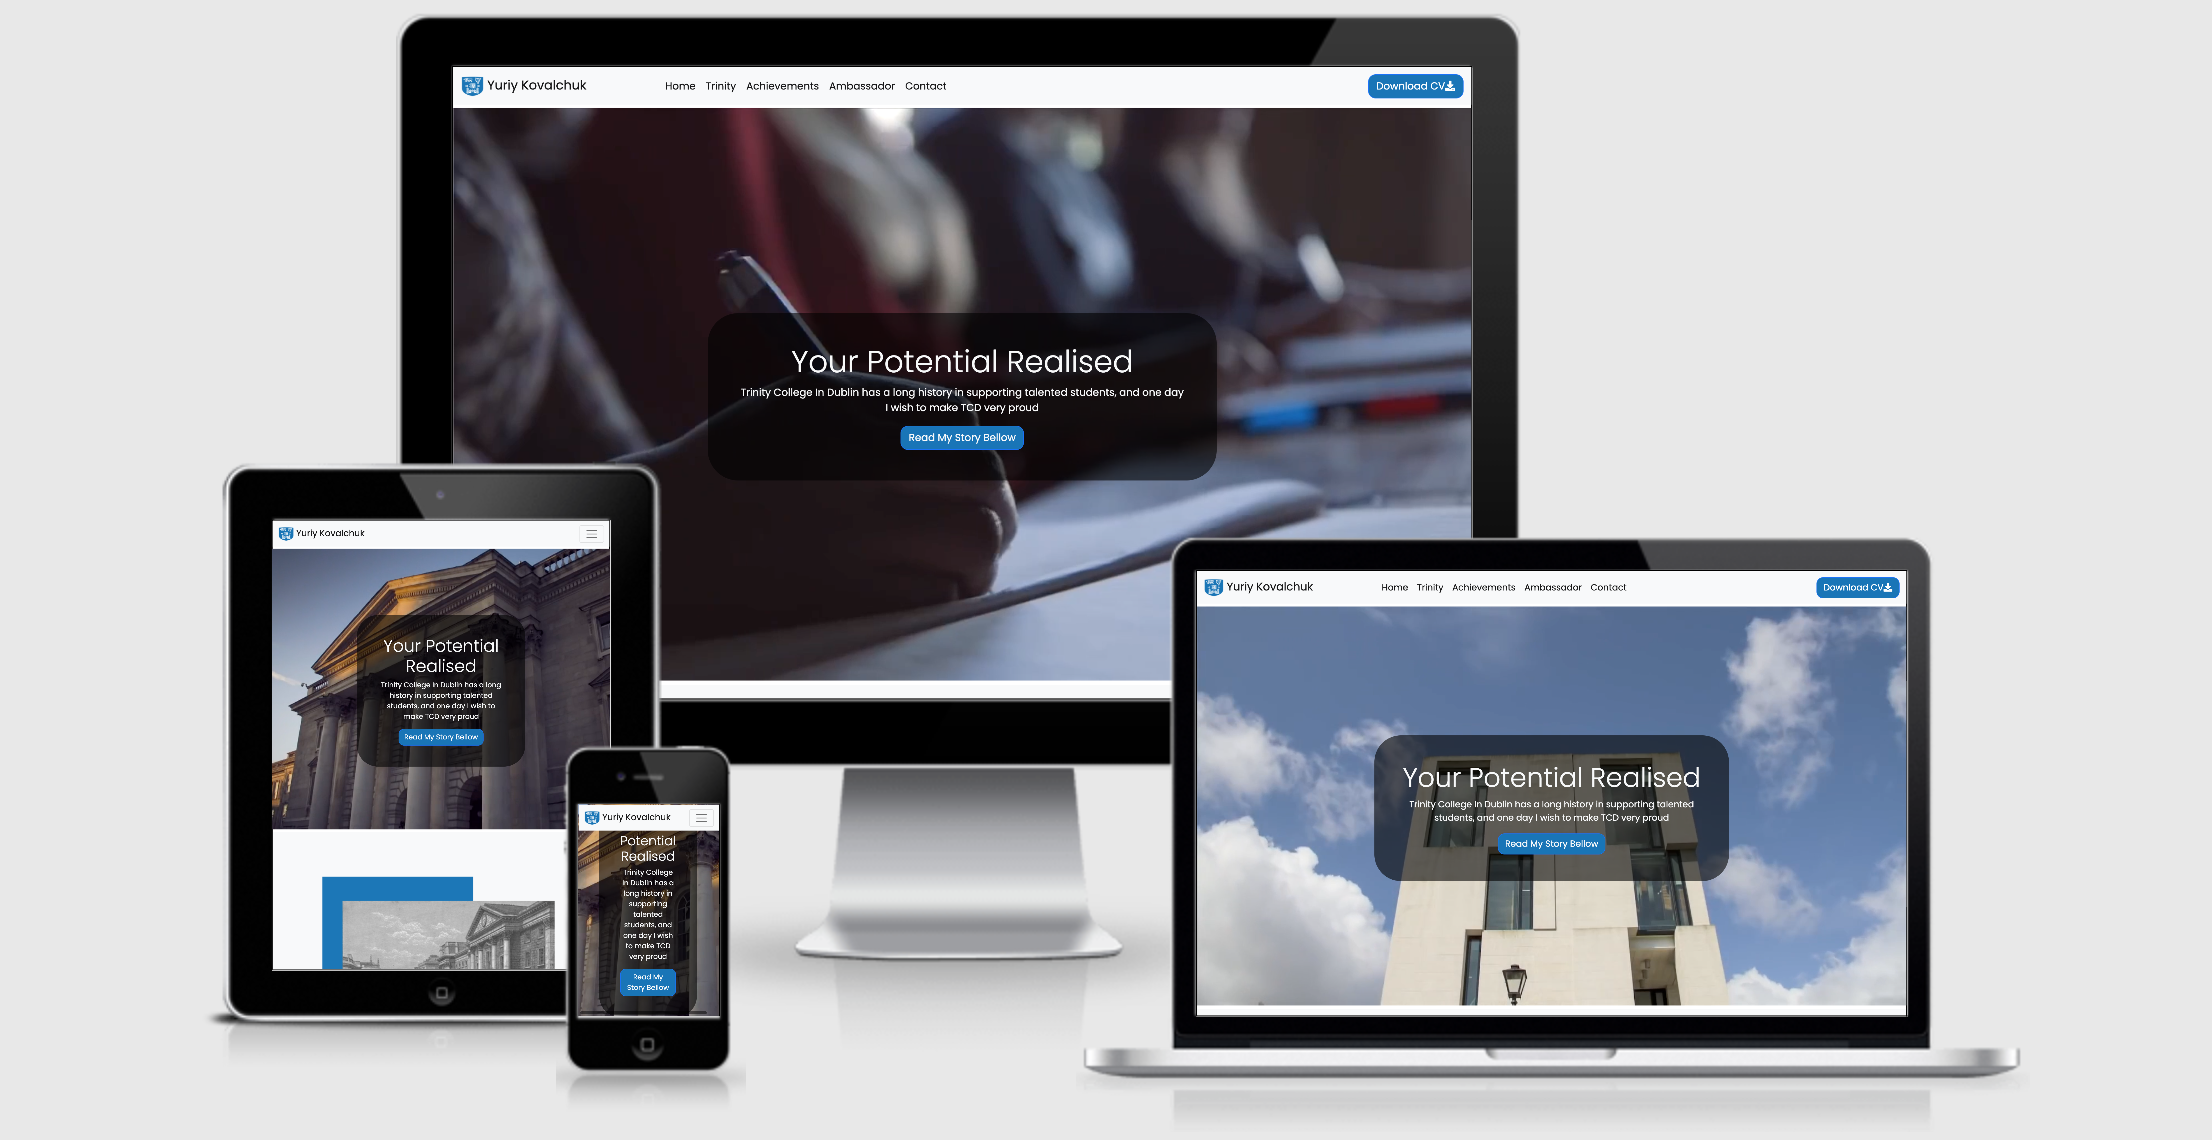 Yuriy Kovalchuk
Home Trinity Achievements Ambassador Contact
Download CV
Your Potential Realised
Trinity College In Dublin has a long history in supporting talented students, and one day
I wish to make TCD very proud
Read My Story Bellow
Yuriy Kovalchuk
Your Potential
Realised
Trinity College In Dublin has a long
history in supporting talented
students, and one day I wish to
make TCD very proud
Read My Story Bellow
Yuriy Kovalchuk
Potential
Realised
Trinity College
In Dublin has a
long history in
supporting
talented
students, and
one day I wish
to make TCD
very proud
Read My
Story Bellow
Yuriy Kovalchuk
Home Trinity Achievements Ambassador Contact
Download CV
Your Potential Realised
Trinity College In Dublin has a long history in supporting talented
students, and one day I wish to make TCD very proud
Read My Story Bellow